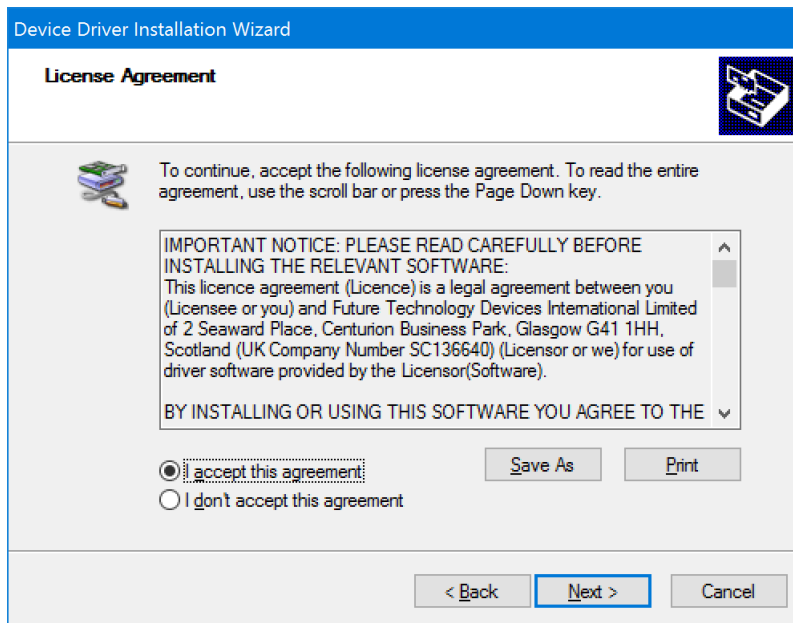 Device Driver Installation Wizard
License Agreement
To continue, accept the following license agreement. To read the entire
agreement, use the scroll bar or press the Page Down key.
IMPORTANT NOTICE: PLEASE READ CAREFULLY BEFORE
INSTALLING THE RELEVANT SOFTWARE:
This licence agreement (Licence) is a legal agreement between you
(Licensee or you) and Future Technology Devices International Limited
of 2 Seaward Place, Centurion Business Park, Glasgow G41 1HH,
Scotland (UK Company Number SC136640) (Licensor or we) for use of
driver software provided by the Licensor(Software).
BY INSTALLING OR USING THIS SOFTWARE YOU AGREE TO THE
I accept this agreement
Save As
Print
I don't accept this agreement
< Back
Next >
Cancel